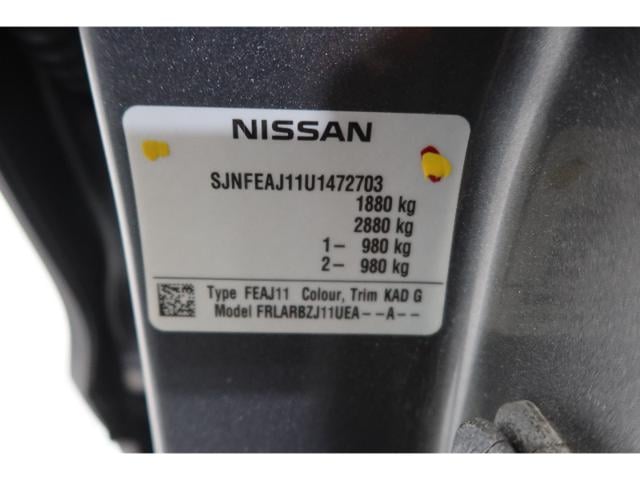 NISSAN
SJNFEAJ11U1472703
1880 kg
2880 kg
1- 980 kg
2- 980 kg
Type FEAJ11 Colour, Trim KAD G
Model FRLARBZJ11UEA--A--